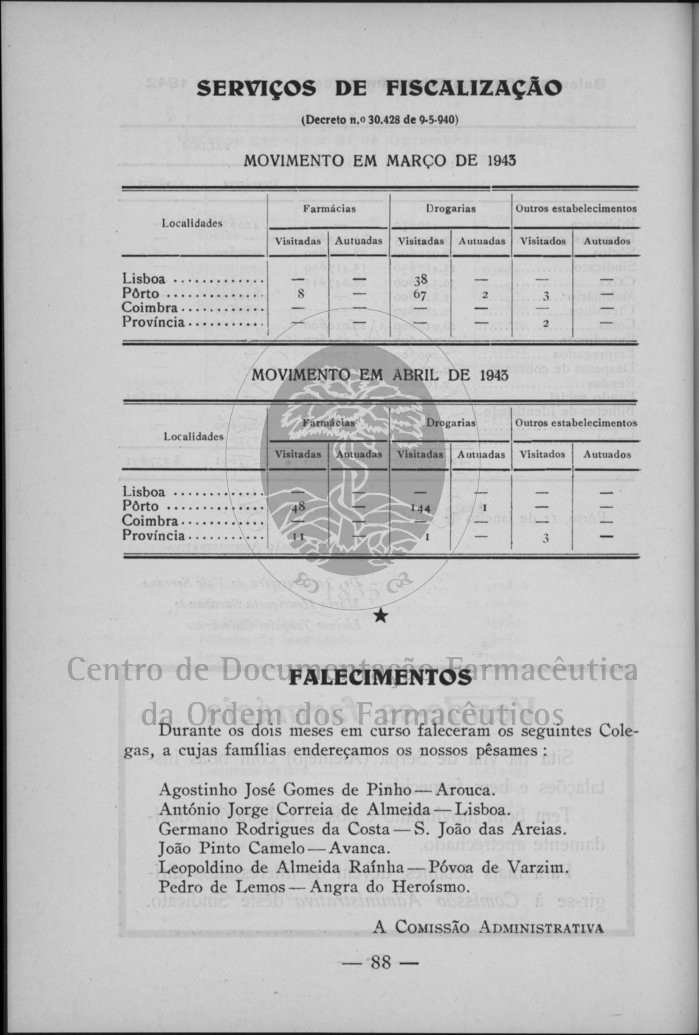 SERVIÇOS DE FISCALIZAÇÃO
(Decreto n.º 30.428 de 9-5-940)
MOVIMENTO EM MARÇO DE 1943
Localidades Farmácias Drogarias Outros estabelecimentos
Visitadas Autuadas Visitadas Autuadas Visitados Autuados
Lisboa ............. — — 38 — — —
Pôrto ............. 8 — 67 2 3 —
Coimbra ............ — — — — — —
Província .......... — — — — 2 —
MOVIMENTO EM ABRIL DE 1943
Localidades Farmácias Drogarias Outros estabelecimentos
Visitadas Autuadas Visitadas Autuadas Visitados Autuados
Lisboa ............. — — — — — —
Pôrto ............. 48 — 144 1 — —
Coimbra ............ — — — — — —
Província .......... 11 — 1 — 3 —
1835
★
Centro de Documentação Farmacêutica
FALECIMENTOS
da Ordem dos Farmacêuticos
Durante os dois meses em curso faleceram os seguintes Cole-
gas, a cujas famílias endereçamos os nossos pêsames :
Agostinho José Gomes de Pinho — Arouca.
António Jorge Correia de Almeida — Lisboa.
Germano Rodrigues da Costa — S. João das Areias.
João Pinto Camelo — Avanca.
Leopoldino de Almeida Raínha — Póvoa de Varzim.
Pedro de Lemos — Angra do Heroísmo.
A COMISSÃO ADMINISTRATIVA
— 88 —